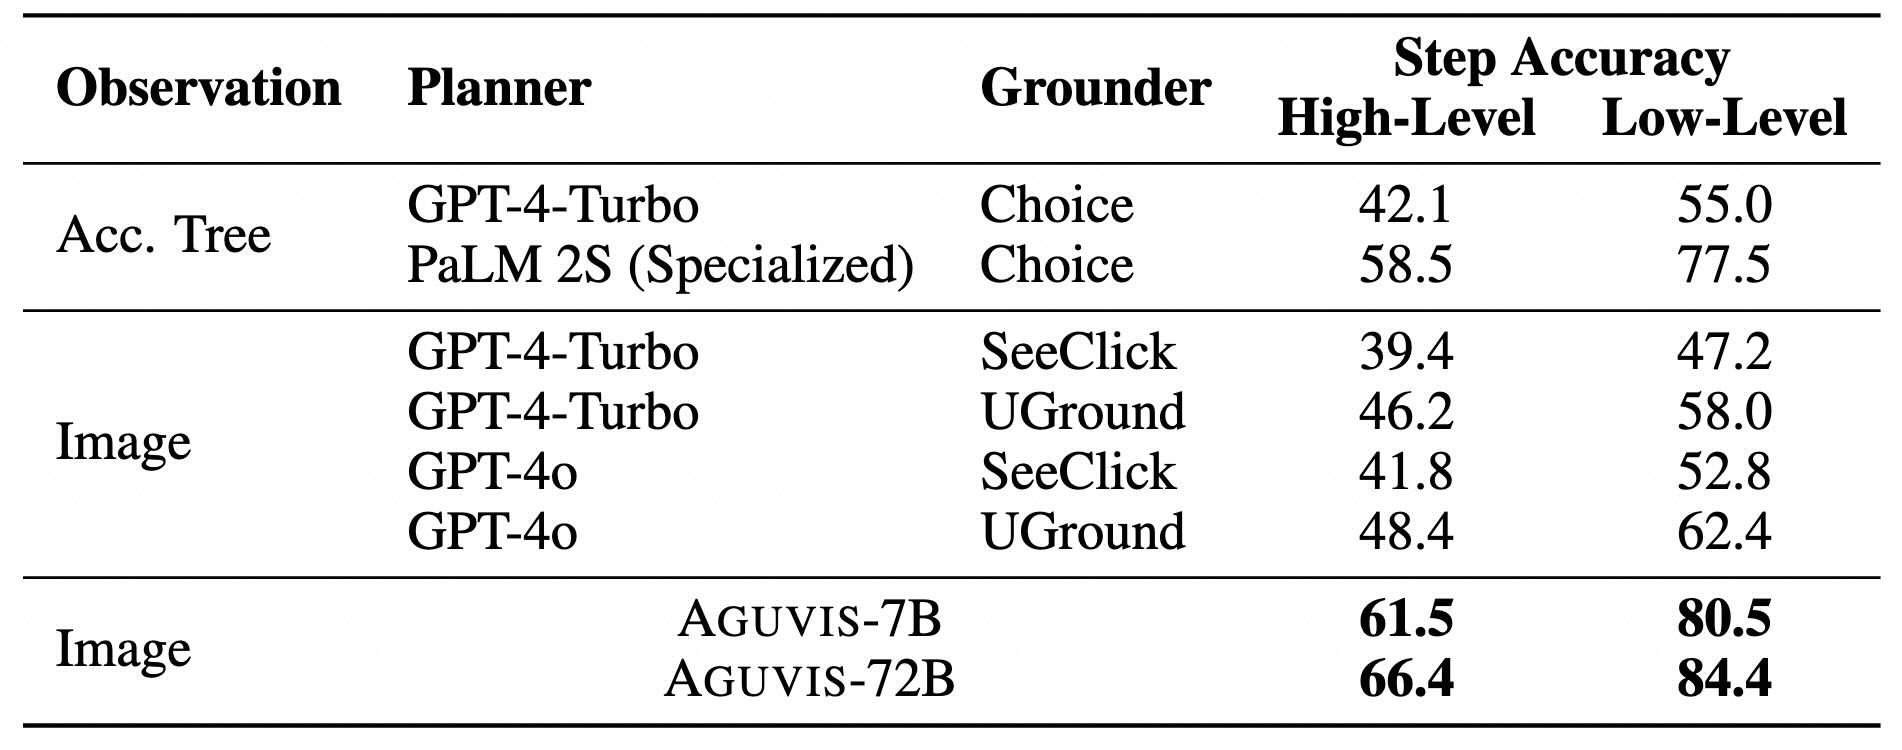 Observation Planner Grounder Step Accuracy
High-Level Low-Level
Acc. Tree GPT-4-Turbo Choice 42.1 55.0
PaLM 2S (Specialized) Choice 58.5 77.5
Image GPT-4-Turbo SeeClick 39.4 47.2
GPT-4-Turbo UGround 46.2 58.0
GPT-4o SeeClick 41.8 52.8
GPT-4o UGround 48.4 62.4
Image AGUVIS-7B 61.5 80.5
AGUVIS-72B 66.4 84.4